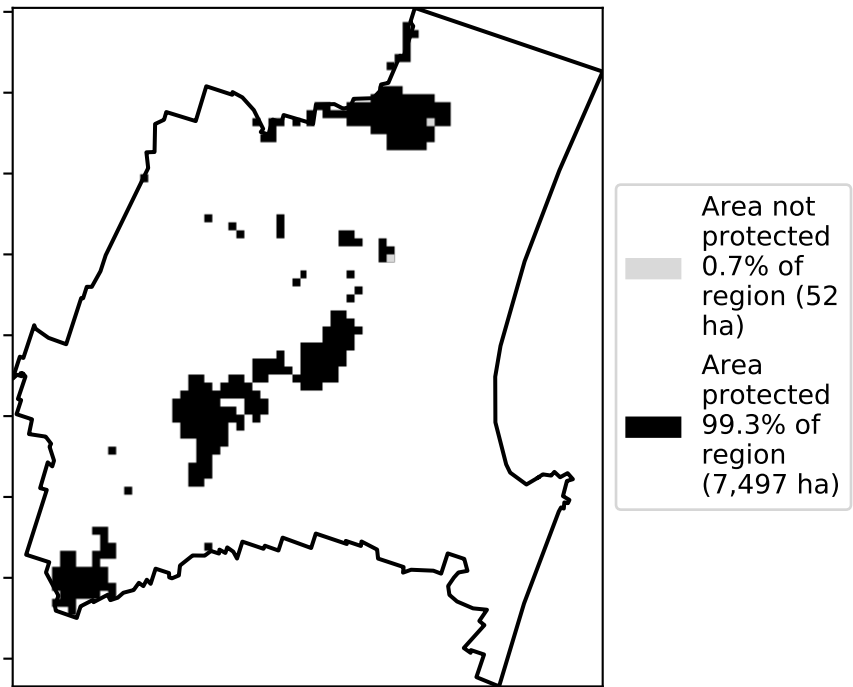 Area not
protected
0.7% of
region (52
ha)
Area
protected
99.3% of
region
(7,497 ha)